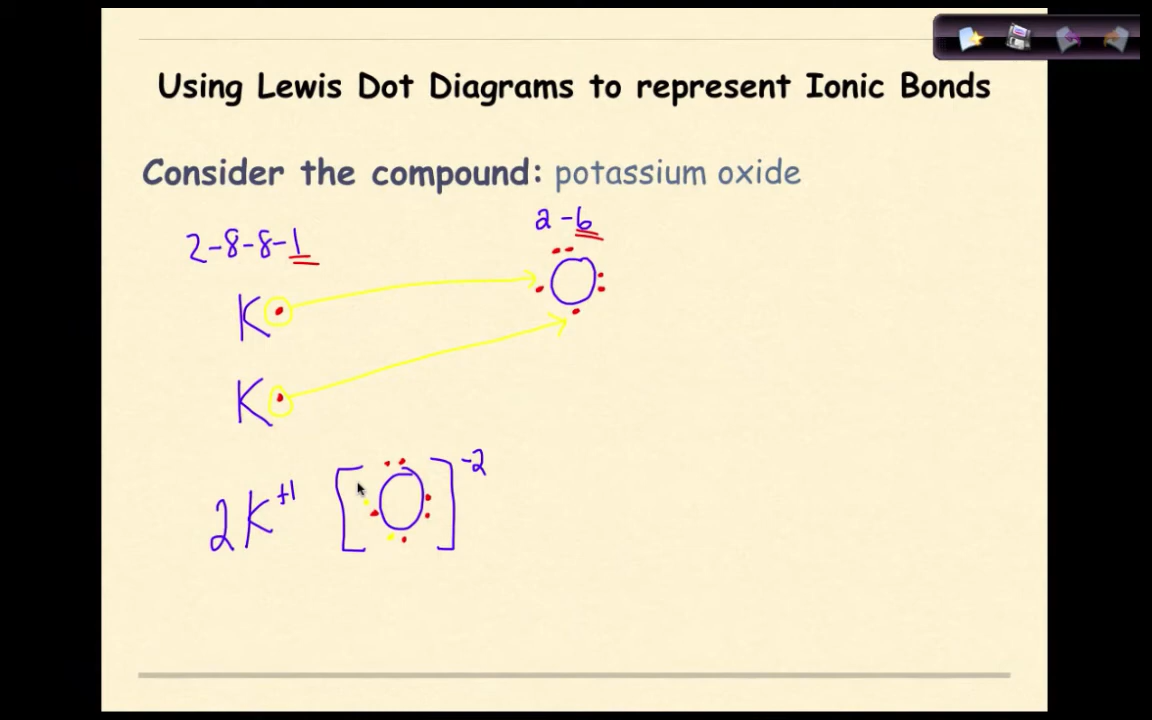 Using Lewis Dot Diagrams to represent Ionic Bonds
Consider the compound: potassium oxide
2-8-8-1
2-6
K
O
K
2K+1 [O]-2